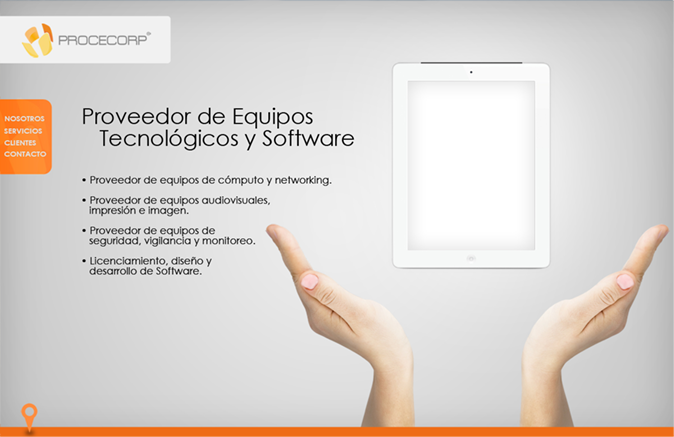 PROCECORP®
NOSOTROS
SERVICIOS
CLIENTES
CONTACTO
Proveedor de Equipos
Tecnológicos y Software
• Proveedor de equipos de cómputo y networking.
• Proveedor de equipos audiovisuales,
impresión e imagen.
• Proveedor de equipos de
seguridad, vigilancia y monitoreo.
• Licenciamiento, diseño y
desarrollo de Software.